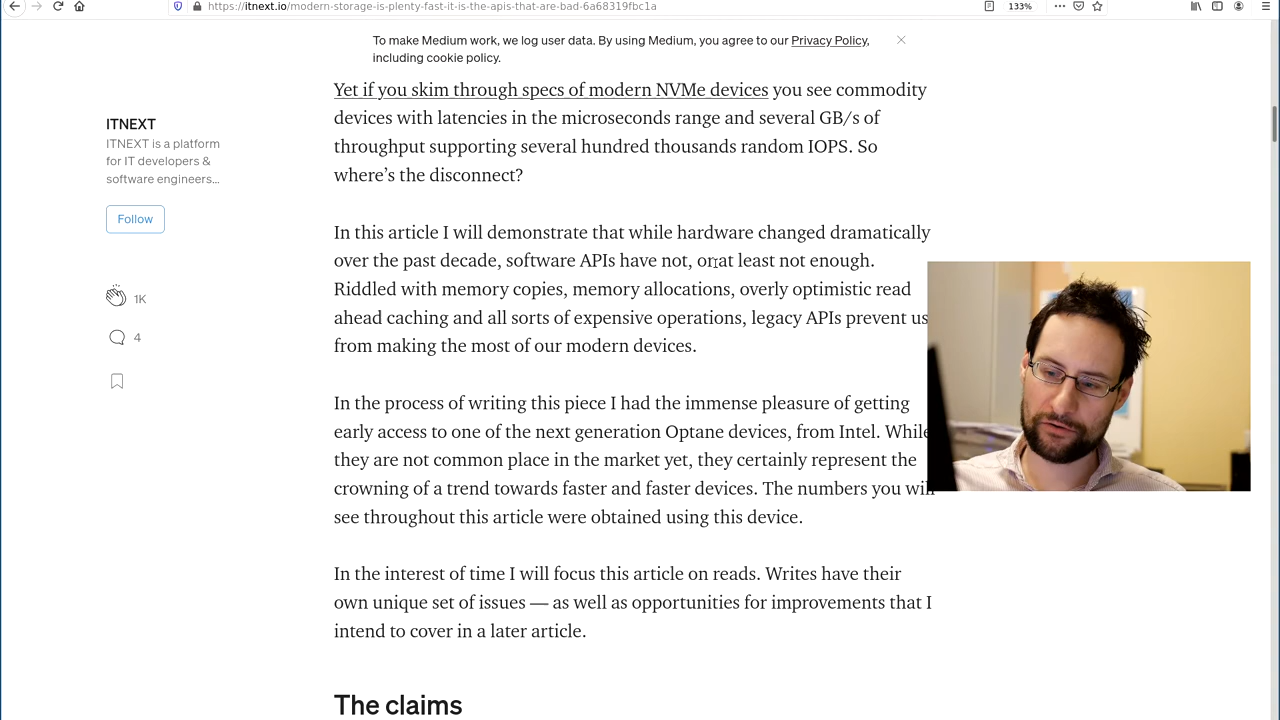 https://itnext.io/modern-storage-is-plenty-fast-it-is-the-apis-that-are-bad-6a68319fbc1a
133%
To make Medium work, we log user data. By using Medium, you agree to our Privacy Policy,
including cookie policy.
Yet if you skim through specs of modern NVMe devices you see commodity
devices with latencies in the microseconds range and several GB/s of
throughput supporting several hundred thousands random IOPS. So
where's the disconnect?
ITNEXT
ITNEXT is a platform
for IT developers &
software engineers...
Follow
1K
4
In this article I will demonstrate that while hardware changed dramatically
over the past decade, software APIs have not, or at least not enough.
Riddled with memory copies, memory allocations, overly optimistic read
ahead caching and all sorts of expensive operations, legacy APIs prevent us
from making the most of our modern devices.
In the process of writing this piece I had the immense pleasure of getting
early access to one of the next generation Optane devices, from Intel. While
they are not common place in the market yet, they certainly represent the
crowning of a trend towards faster and faster devices. The numbers you will
see throughout this article were obtained using this device.
In the interest of time I will focus this article on reads. Writes have their
own unique set of issues — as well as opportunities for improvements that I
intend to cover in a later article.
The claims